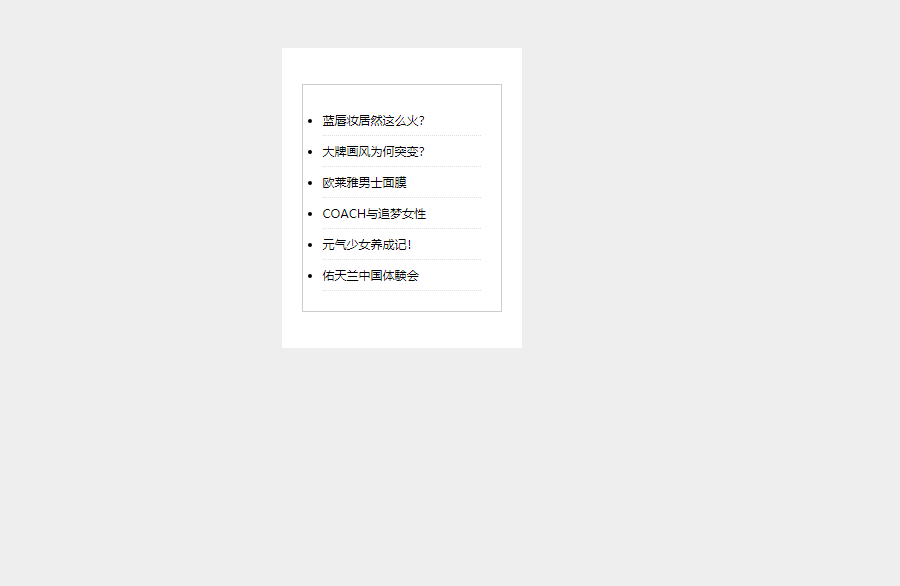 蓝唇妆居然这么火?
大牌画风为何突变?
欧莱雅男士面膜
COACH与追梦女性
元气少女养成记!
佑天兰中国体験会